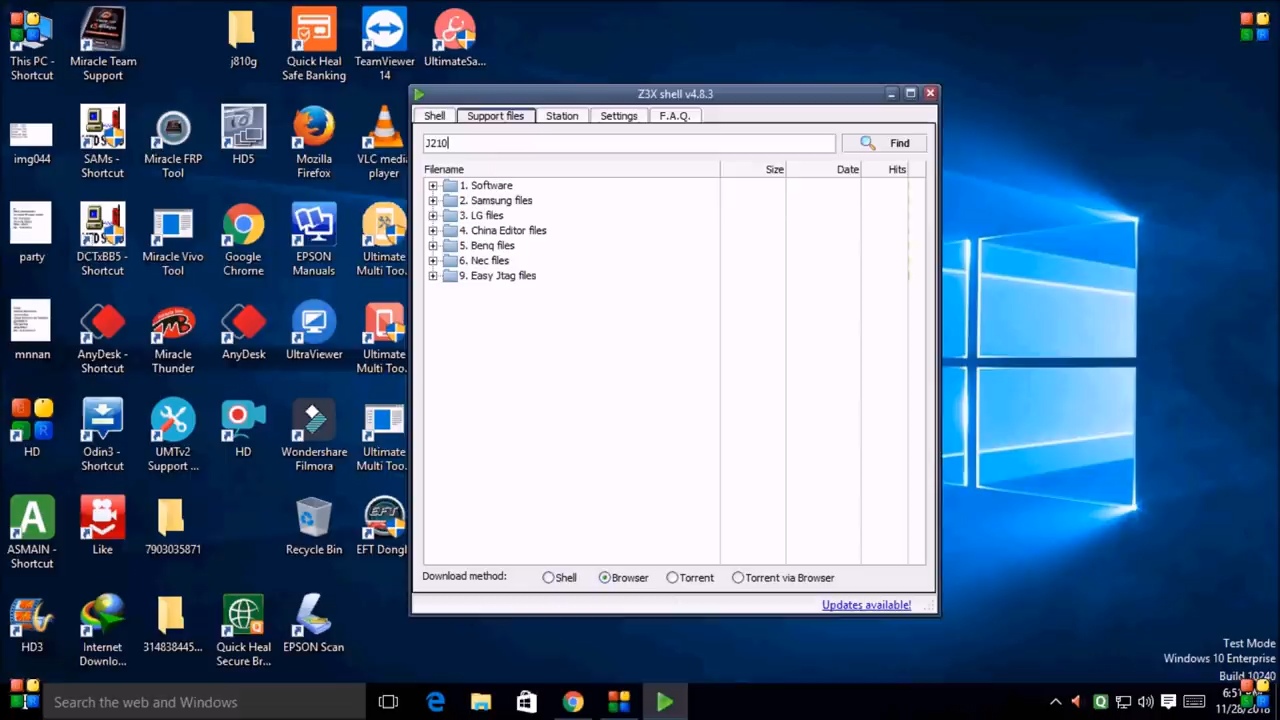 This PC -
Shortcut
Miracle Team
Support
j810g
Quick Heal
Safe Banking
TeamViewer
14
UltimateSa...
img044
SAMs -
Shortcut
Miracle FRP
Tool
HD5
Mozilla
Firefox
VLC media
player
party
DCTxBB5 -
Shortcut
Miracle Vivo
Tool
Google
Chrome
EPSON
Manuals
Ultimate
Multi Too...
mnnan
AnyDesk -
Shortcut
Miracle
Thunder
AnyDesk
UltraViewer
Ultimate
Multi Too...
HD
Odin3 -
Shortcut
UMTv2
Support ...
HD
Wondershare
Filmora
Ultimate
Multi Too...
ASMAIN -
Shortcut
Like
7903035871
Recycle Bin
EFT
EFT Dongl
HD3
Internet
Downlo...
314838445...
Quick Heal
Secure Br...
EPSON Scan
Z3X shell v4.8.3
Shell
Support files
Station
Settings
F.A.Q.
J210
Find
Filename
Size
Date
Hits
1. Software
2. Samsung files
3. LG files
4. China Editor files
5. Benq files
6. Nec files
9. Easy Jtag files
Download method:
Shell
Browser
Torrent
Torrent via Browser
Updates available!
Test Mode
Windows 10 Enterprise
Build 10240
Search the web and Windows